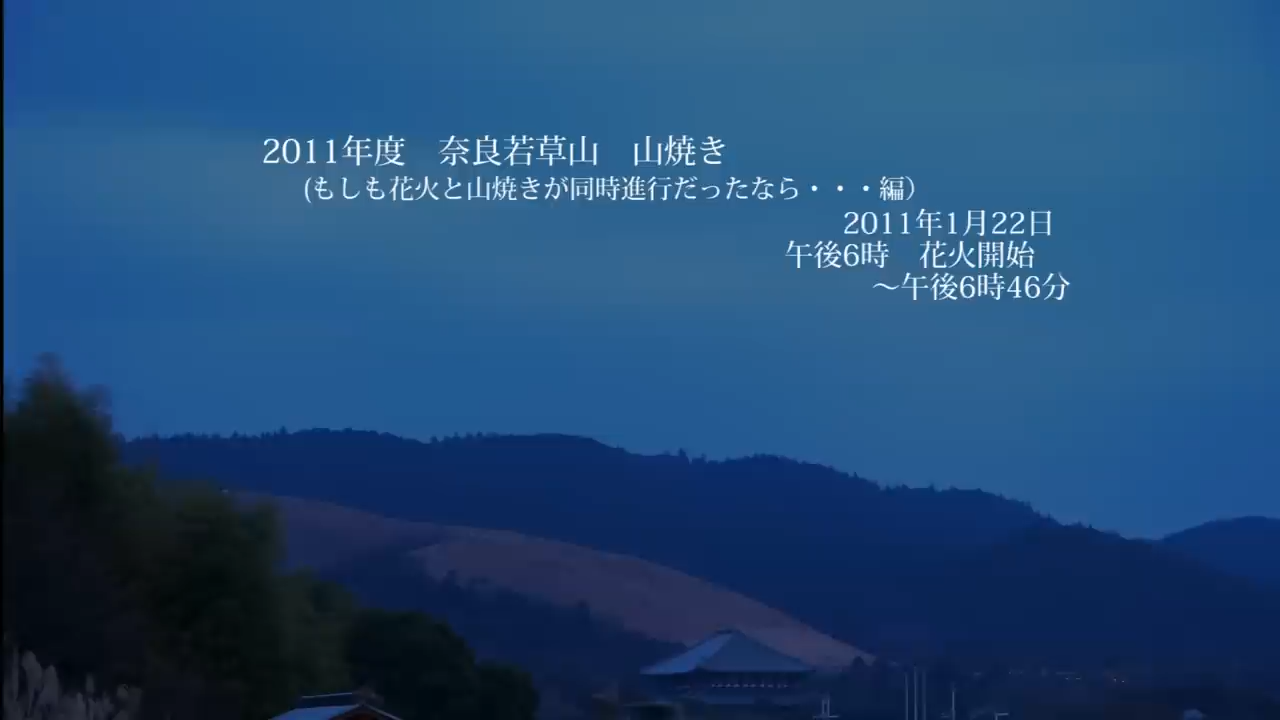 2011年度　奈良若草山　山焼き
(もしも花火と山焼きが同時進行だったなら・・・編)
2011年1月22日
午後6時　花火開始
～午後6時46分